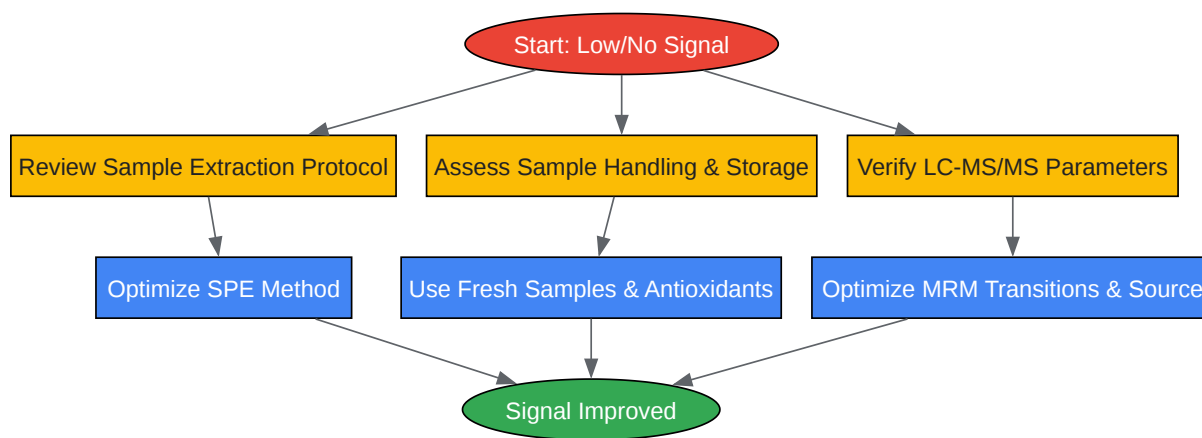 Start: Low/No Signal
Review Sample Extraction Protocol
Assess Sample Handling & Storage
Verify LC-MS/MS Parameters
Optimize SPE Method
Use Fresh Samples & Antioxidants
Optimize MRM Transitions & Source
Signal Improved